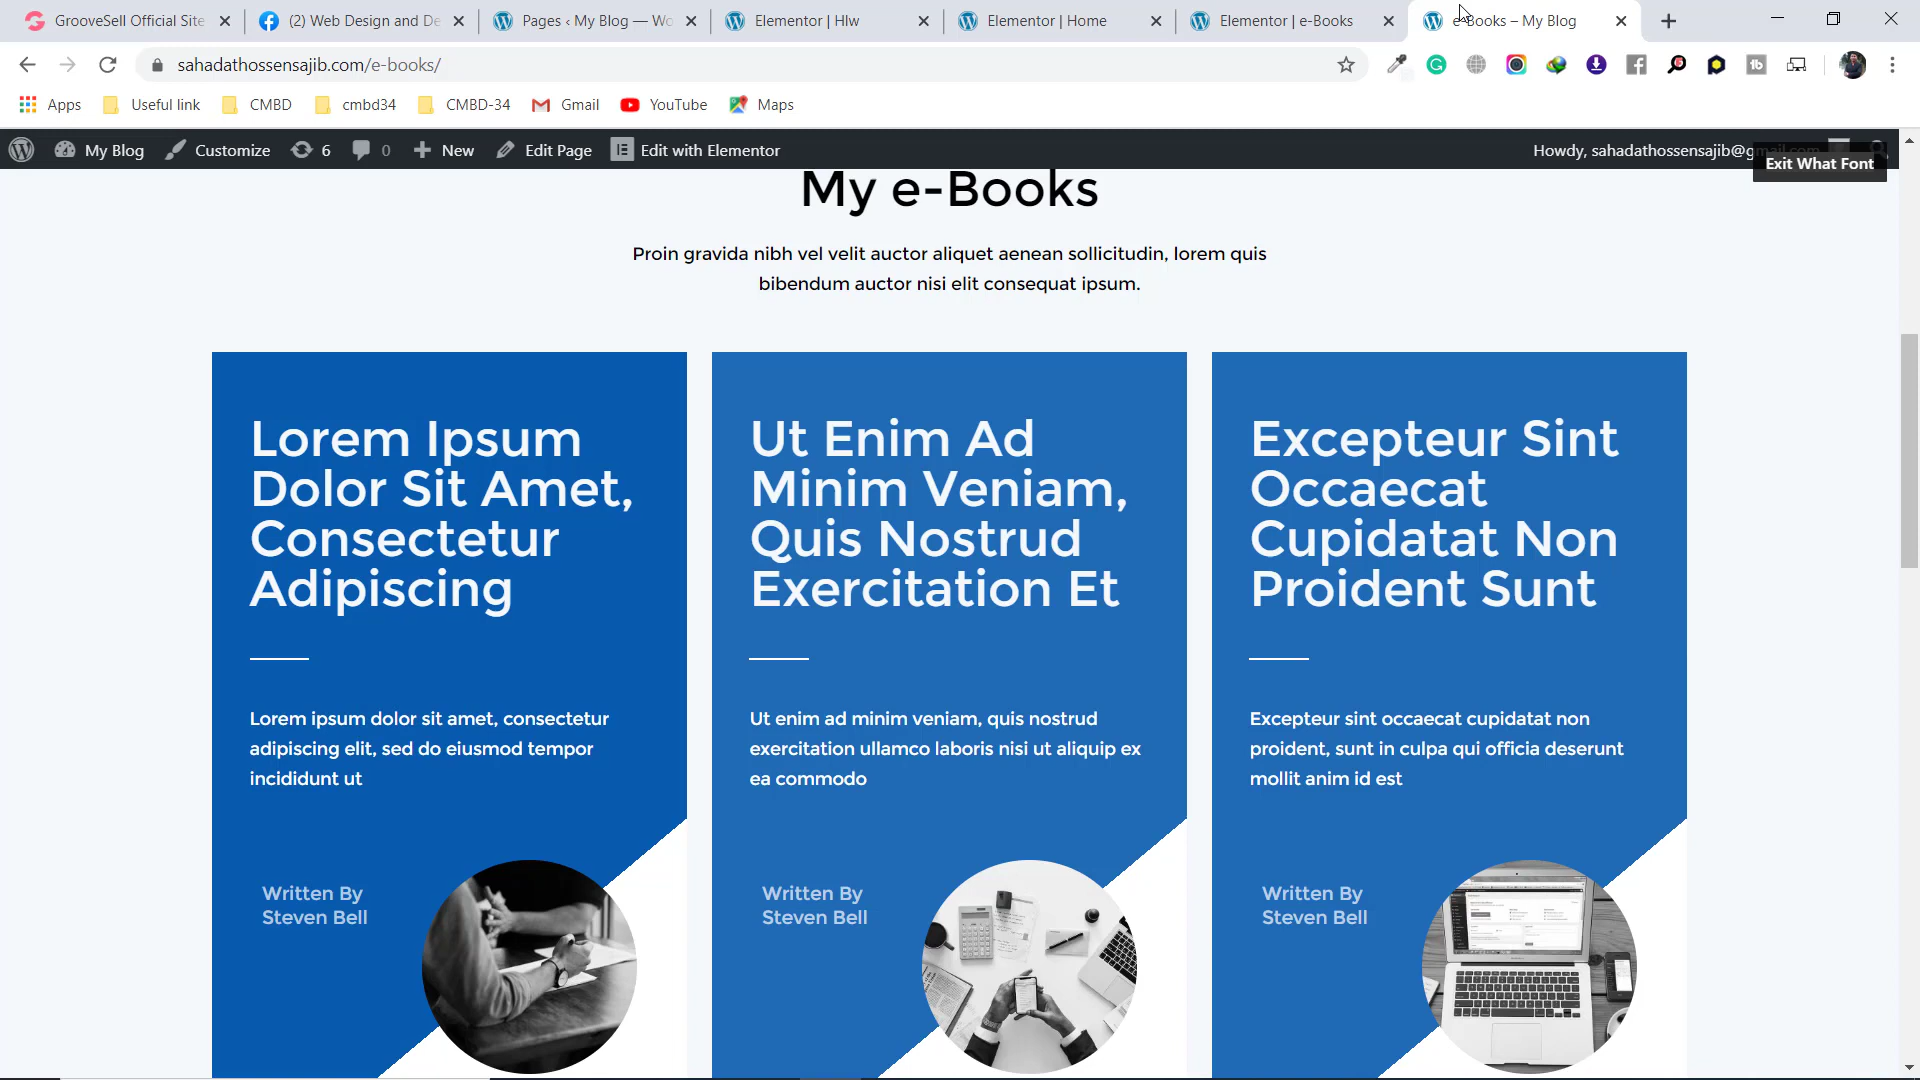 GrooveSell Official Site
(2) Web Design and De
Pages ‹ My Blog — Wo
Elementor | Hlw
Elementor | Home
Elementor | e-Books
e-Books – My Blog
sahadathossensajib.com/e-books/
Apps
Useful link
CMBD
cmbd34
CMBD-34
Gmail
YouTube
Maps
My Blog
Customize
6
0
New
Edit Page
Edit with Elementor
Howdy, sahadathossensajib@gmail.com
Exit What Font
My e-Books
Proin gravida nibh vel velit auctor aliquet aenean sollicitudin, lorem quis
bibendum auctor nisi elit consequat ipsum.
Lorem Ipsum
Dolor Sit Amet,
Consectetur
Adipiscing
Lorem ipsum dolor sit amet, consectetur
adipiscing elit, sed do eiusmod tempor
incididunt ut
Written By
Steven Bell
Ut Enim Ad
Minim Veniam,
Quis Nostrud
Exercitation Et
Ut enim ad minim veniam, quis nostrud
exercitation ullamco laboris nisi ut aliquip ex
ea commodo
Written By
Steven Bell
Excepteur Sint
Occaecat
Cupidatat Non
Proident Sunt
Excepteur sint occaecat cupidatat non
proident, sunt in culpa qui officia deserunt
mollit anim id est
Written By
Steven Bell